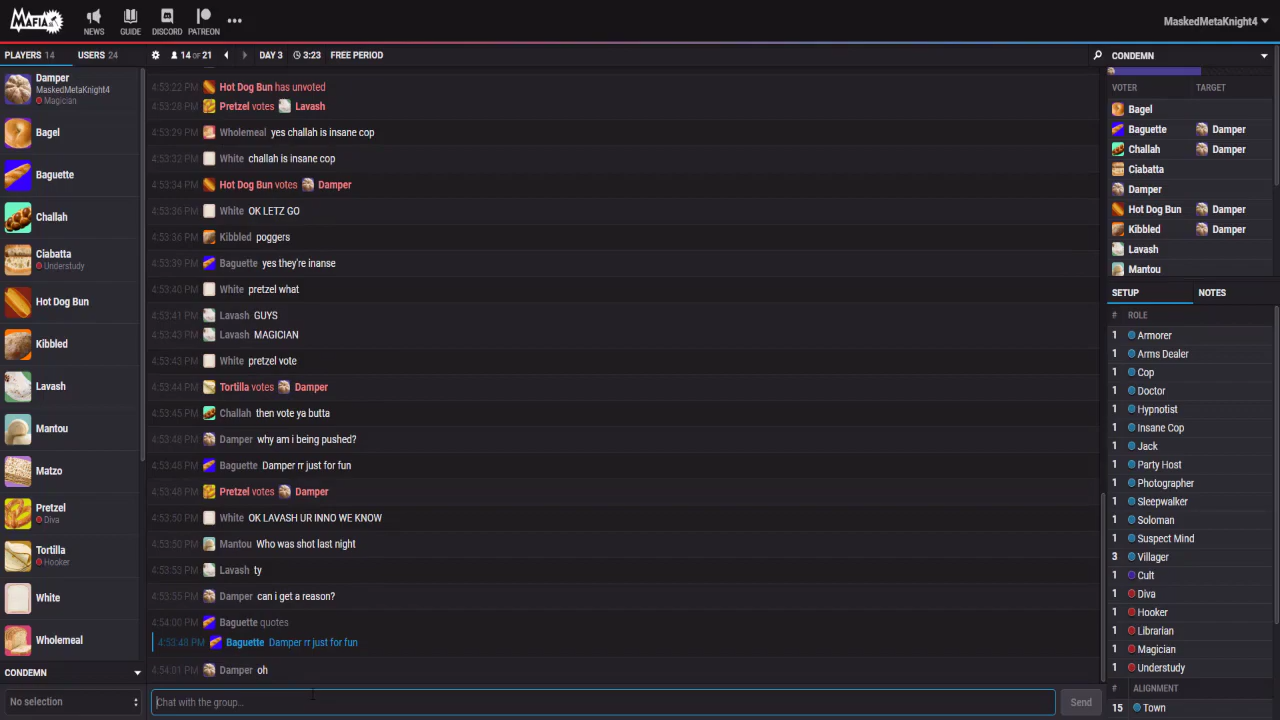 MAFIA.GG
NEWS
GUIDE
DISCORD
PATREON
MaskedMetaKnight4
PLAYERS 14
USERS 24
14 OF 21
DAY 3
3:23
FREE PERIOD
CONDEMN
Damper
MaskedMetaKnight4
Magician
Bagel
Baguette
Challah
Ciabatta
Understudy
Hot Dog Bun
Kibbled
Lavash
Mantou
Matzo
Pretzel
Diva
Tortilla
Hooker
White
Wholemeal
CONDEMN
No selection
4:53:22 PM Hot Dog Bun has unvoted
4:53:28 PM Pretzel votes Lavash
4:53:29 PM Wholemeal yes challah is insane cop
4:53:32 PM White challah is insane cop
4:53:34 PM Hot Dog Bun votes Damper
4:53:36 PM White OK LETZ GO
4:53:36 PM Kibbled poggers
4:53:39 PM Baguette yes they're inanse
4:53:40 PM White pretzel what
4:53:41 PM Lavash GUYS
4:53:43 PM Lavash MAGICIAN
4:53:43 PM White pretzel vote
4:53:44 PM Tortilla votes Damper
4:53:45 PM Challah then vote ya butta
4:53:48 PM Damper why am i being pushed?
4:53:48 PM Baguette Damper rr just for fun
4:53:48 PM Pretzel votes Damper
4:53:50 PM White OK LAVASH UR INNO WE KNOW
4:53:50 PM Mantou Who was shot last night
4:53:53 PM Lavash ty
4:53:55 PM Damper can i get a reason?
4:54:00 PM Baguette quotes
4:53:48 PM Baguette Damper rr just for fun
4:54:01 PM Damper oh
Chat with the group...
Send
VOTER TARGET
Bagel
Baguette Damper
Challah Damper
Ciabatta
Damper
Hot Dog Bun Damper
Kibbled Damper
Lavash
Mantou
SETUP
NOTES
# ROLE
1 Armorer
1 Arms Dealer
1 Cop
1 Doctor
1 Hypnotist
1 Insane Cop
1 Jack
1 Party Host
1 Photographer
1 Sleepwalker
1 Soloman
1 Suspect Mind
3 Villager
1 Cult
1 Diva
1 Hooker
1 Librarian
1 Magician
1 Understudy
# ALIGNMENT
15 Town